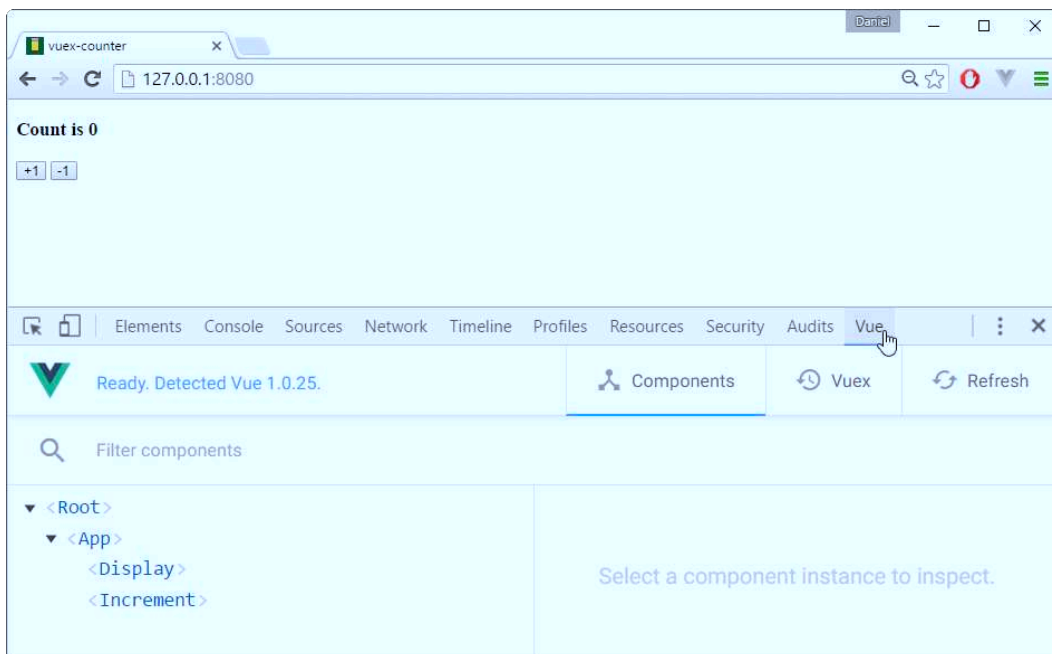 Daniel
vuex-counter
127.0.0.1:8080
Count is 0
+1 -1
Elements Console Sources Network Timeline Profiles Resources Security Audits Vue
Ready. Detected Vue 1.0.25. Components Vuex Refresh
Filter components
<Root>
<App>
<Display>
<Increment>
Select a component instance to inspect.